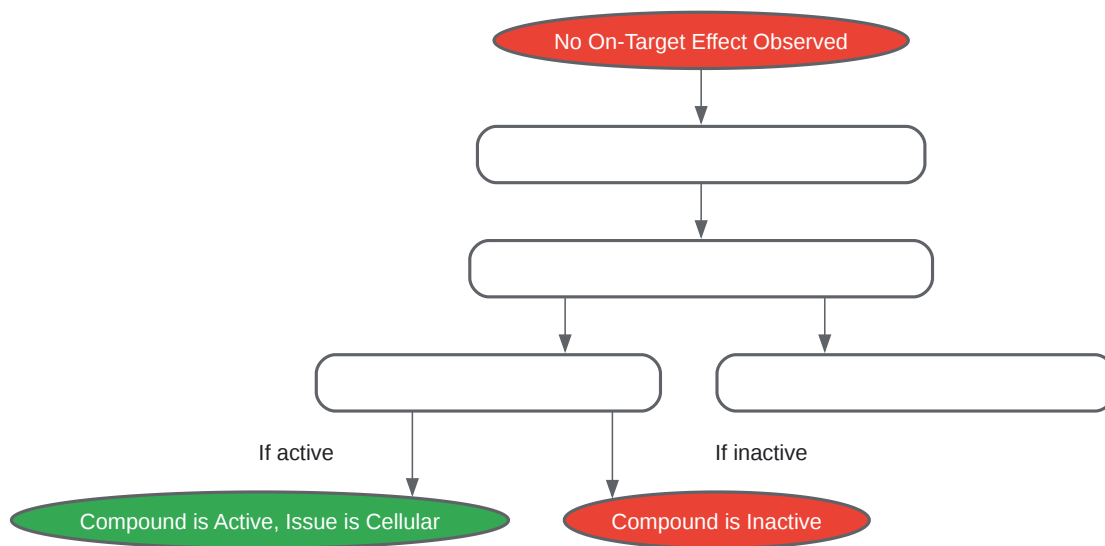 No On-Target Effect Observed
If active
If inactive
Compound is Active, Issue is Cellular
Compound is Inactive